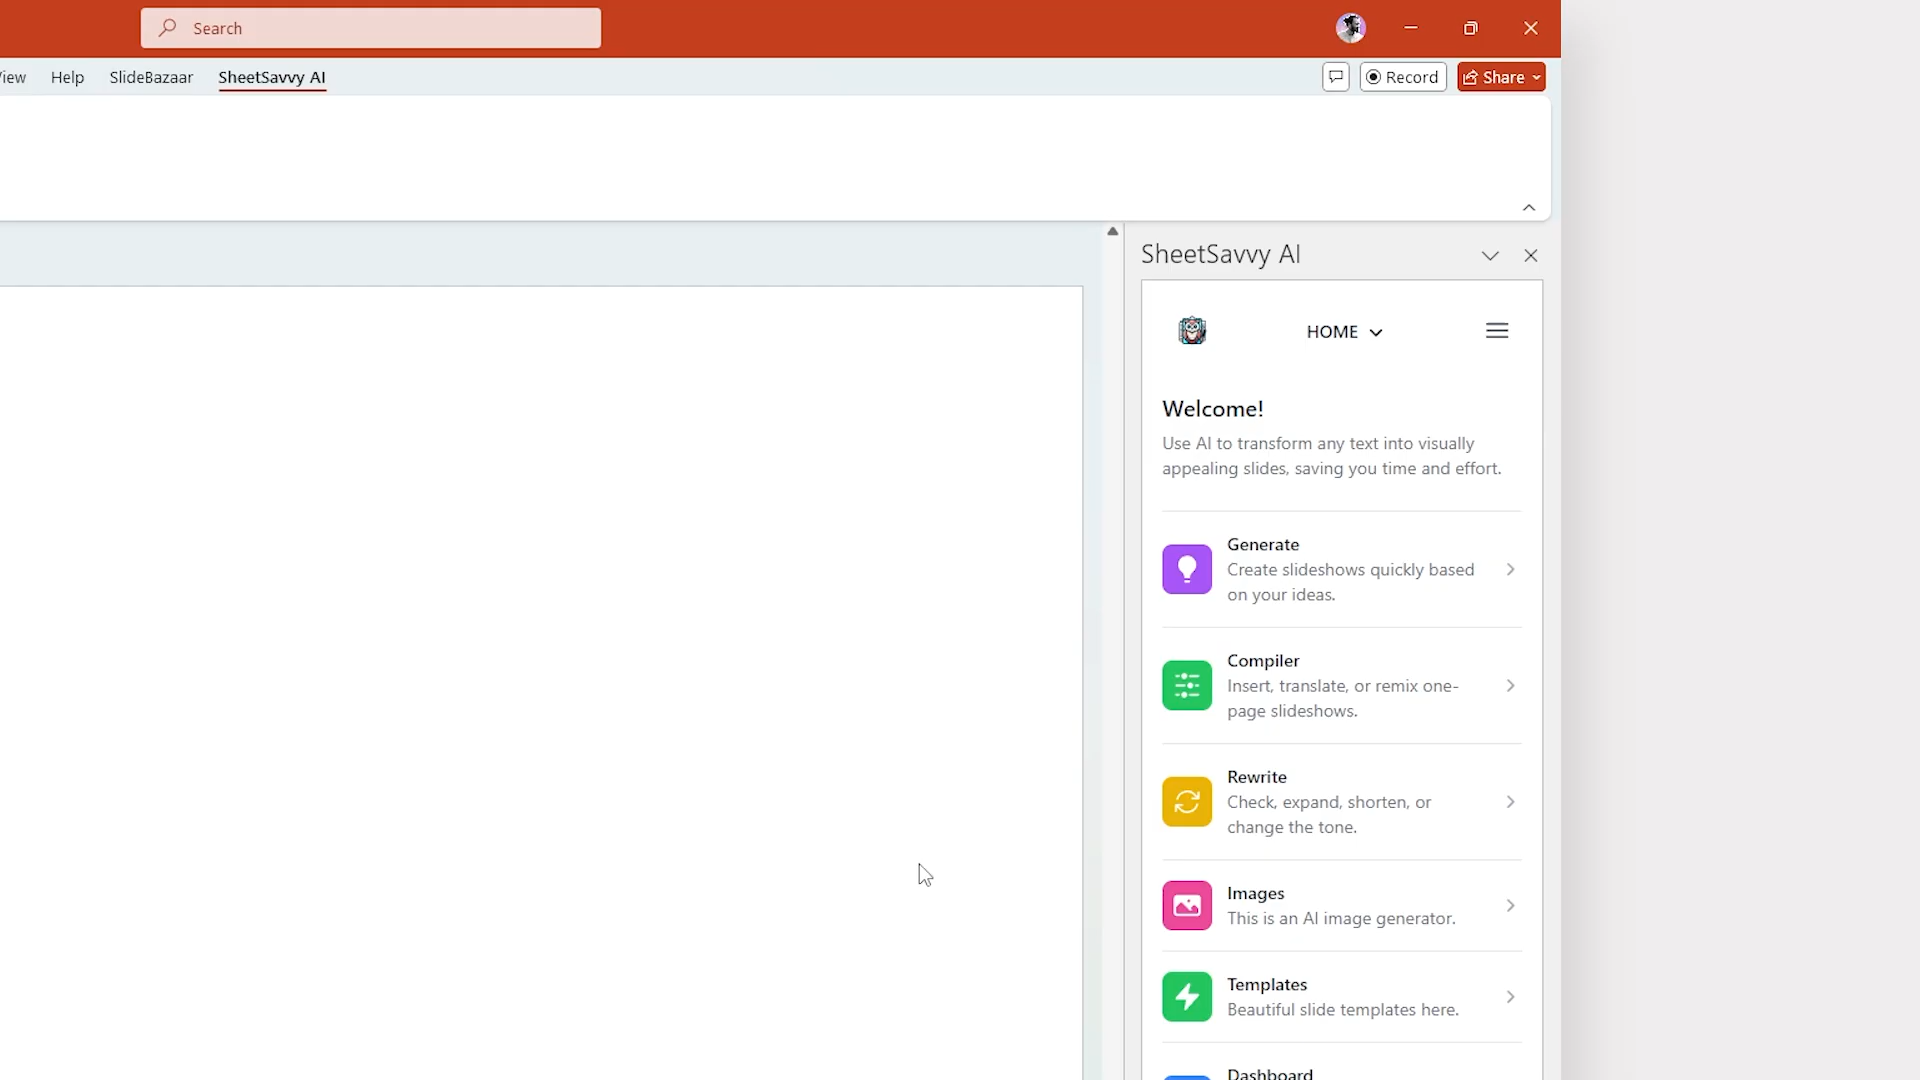 Search
Help
SlideBazaar
SheetSavvy AI
Record
Share
SheetSavvy AI
HOME
Welcome!
Use AI to transform any text into visually
appealing slides, saving you time and effort.
Generate
Create slideshows quickly based
on your ideas.
Compiler
Insert, translate, or remix one-
page slideshows.
Rewrite
Check, expand, shorten, or
change the tone.
Images
This is an AI image generator.
Templates
Beautiful slide templates here.
Dashboard